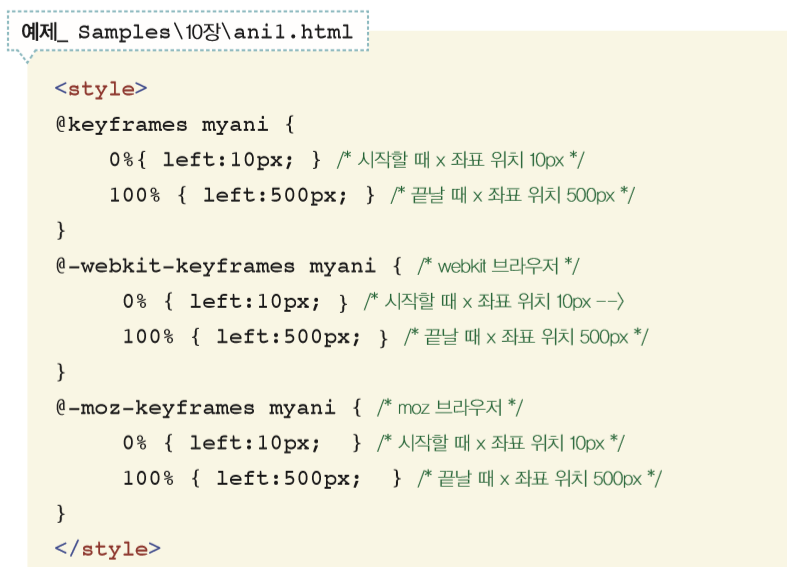 예제_ Samples\10장\ani1.html
<style>
@keyframes myani {
0%{ left:10px; } /* 시작할 때 x 좌표 위치 10px */
100% { left:500px; } /* 끝날 때 x 좌표 위치 500px */
}
@-webkit-keyframes myani { /* webkit 브라우저 */
0% { left:10px; } /* 시작할 때 x 좌표 위치 10px --〉
100% { left:500px; } /* 끝날 때 x 좌표 위치 500px */
}
@-moz-keyframes myani { /* moz 브라우저 */
0% { left:10px; } /* 시작할 때 x 좌표 위치 10px */
100% { left:500px; } /* 끝날 때 x 좌표 위치 500px */
}
</style>